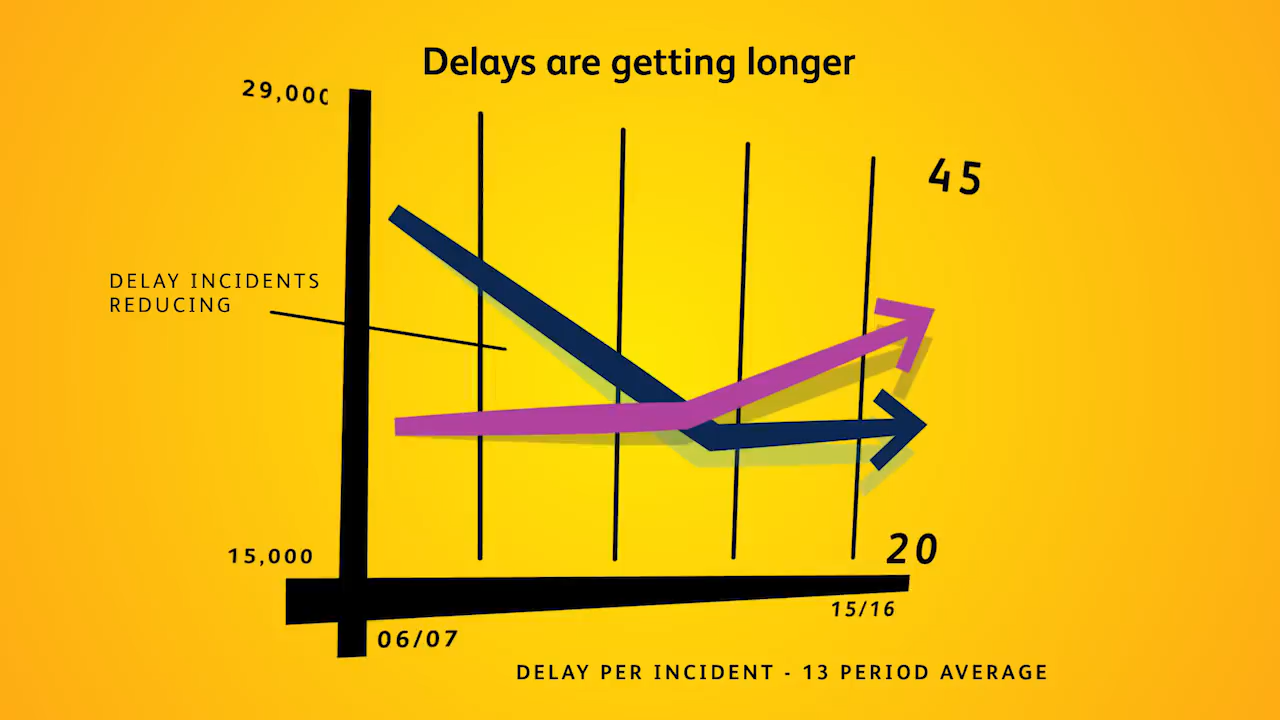 Delays are getting longer
29,000
45
DELAY INCIDENTS
REDUCING
15,000
20
15/16
06/07
DELAY PER INCIDENT - 13 PERIOD AVERAGE